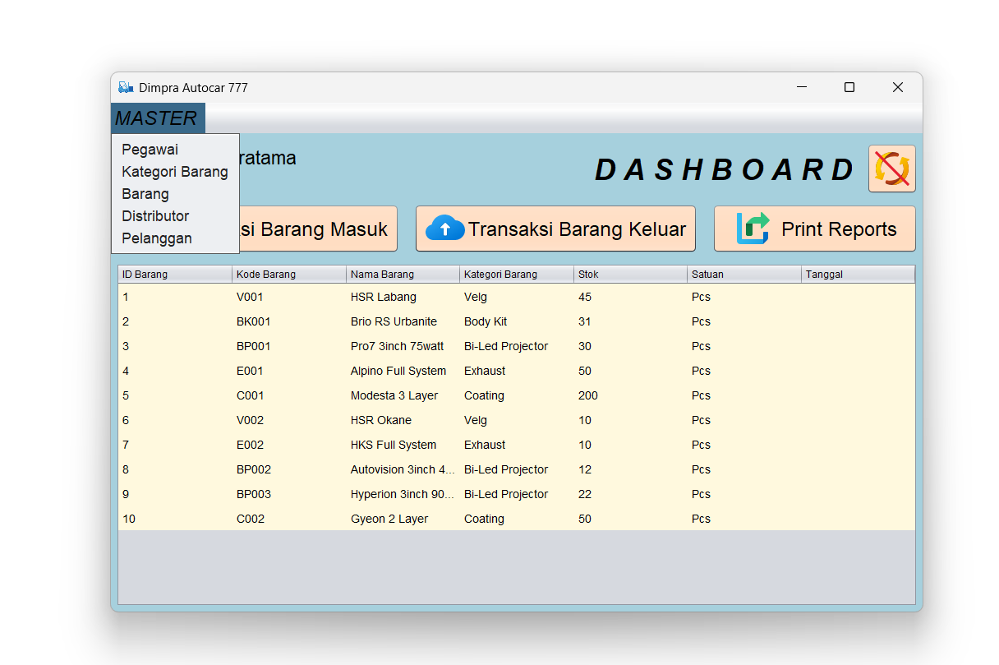 Dimpra Autocar 777
MASTER
Pegawai
Kategori Barang
Barang
Distributor
Pelanggan
ratama
DASHBOARD
si Barang Masuk
Transaksi Barang Keluar
Print Reports
ID Barang Kode Barang Nama Barang Kategori Barang Stok Satuan Tanggal
1 V001 HSR Labang Velg 45 Pcs
2 BK001 Brio RS Urbanite Body Kit 31 Pcs
3 BP001 Pro7 3inch 75watt Bi-Led Projector 30 Pcs
4 E001 Alpino Full System Exhaust 50 Pcs
5 C001 Modesta 3 Layer Coating 200 Pcs
6 V002 HSR Okane Velg 10 Pcs
7 E002 HKS Full System Exhaust 10 Pcs
8 BP002 Autovision 3inch 4... Bi-Led Projector 12 Pcs
9 BP003 Hyperion 3inch 90... Bi-Led Projector 22 Pcs
10 C002 Gyeon 2 Layer Coating 50 Pcs